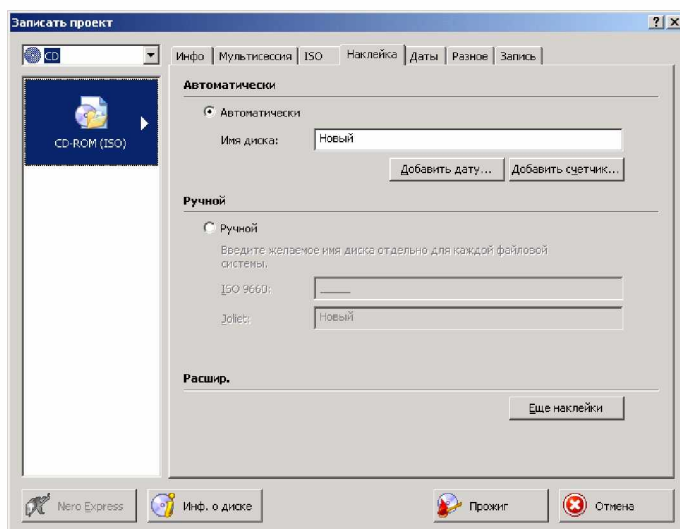 Записать проект
CD
Инфо Мультисессия ISO Наклейка Даты Разное Запись
CD-ROM (ISO)
Автоматически
Автоматически
Имя диска: Новый
Добавить дату... Добавить счетчик...
Ручной
Ручной
Введите желаемое имя диска отдельно для каждой файловой
системы.
ISO 9660: _____
Joliet: Новый
Расшир.
Еще наклейки
Nero Express Инф. о диске Прожиг Отмена